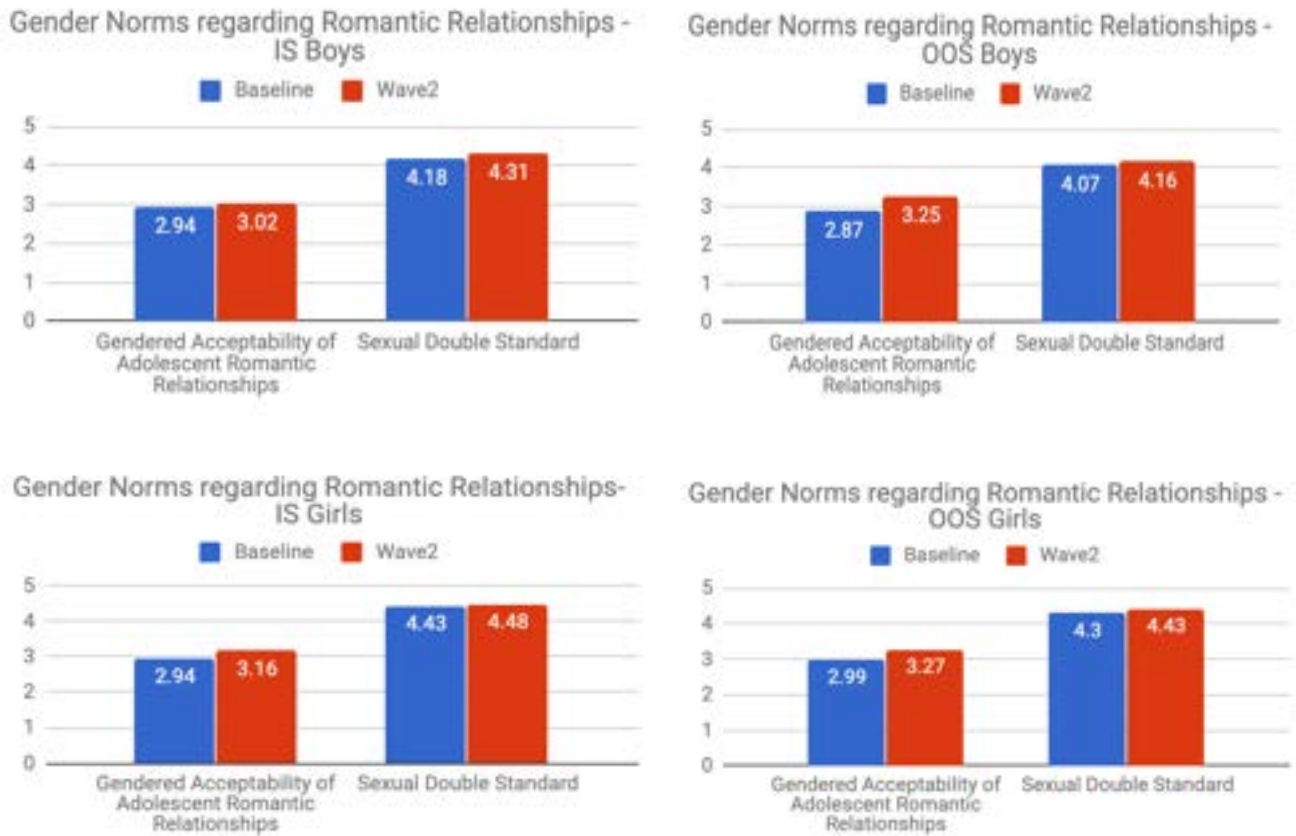 Gender Norms regarding Romantic Relationships -
IS Boys
Baseline
Wave2
5
4
3
2
1
0
2.94
3.02
4.18
4.31
Gendered Acceptability of
Adolescent Romantic
Relationships
Sexual Double Standard
Gender Norms regarding Romantic Relationships -
OOS Boys
Baseline
Wave2
5
4
3
2
1
0
2.87
3.25
4.07
4.16
Gendered Acceptability of
Adolescent Romantic
Relationships
Sexual Double Standard
Gender Norms regarding Romantic Relationships-
IS Girls
Baseline
Wave2
5
4
3
2
1
0
2.94
3.16
4.43
4.48
Gendered Acceptability of
Adolescent Romantic
Relationships
Sexual Double Standard
Gender Norms regarding Romantic Relationships -
OOS Girls
Baseline
Wave2
5
4
3
2
1
0
2.99
3.27
4.3
4.43
Gendered Acceptability of
Adolescent Romantic
Relationships
Sexual Double Standard